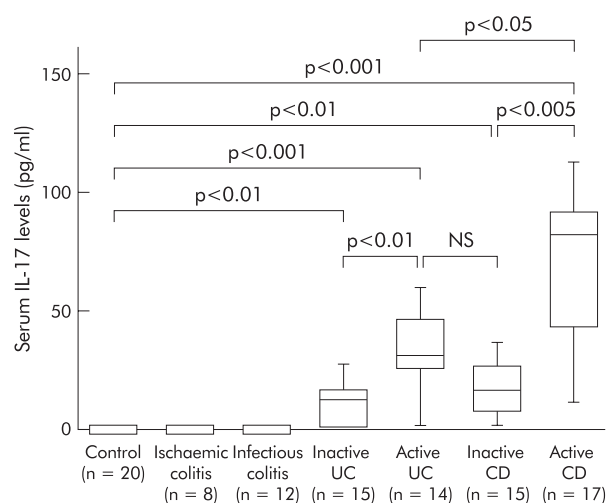 p<0.05
150
p<0.001
p<0.01
p<0.005
p<0.001
100
p<0.01
p<0.01
NS
50
0
Serum IL-17 levels (pg/ml)
Control
(n = 20)
Ischaemic
colitis
(n = 8)
Infectious
colitis
(n = 12)
Inactive
UC
(n = 15)
Active
UC
(n = 14)
Inactive
CD
(n = 15)
Active
CD
(n = 17)